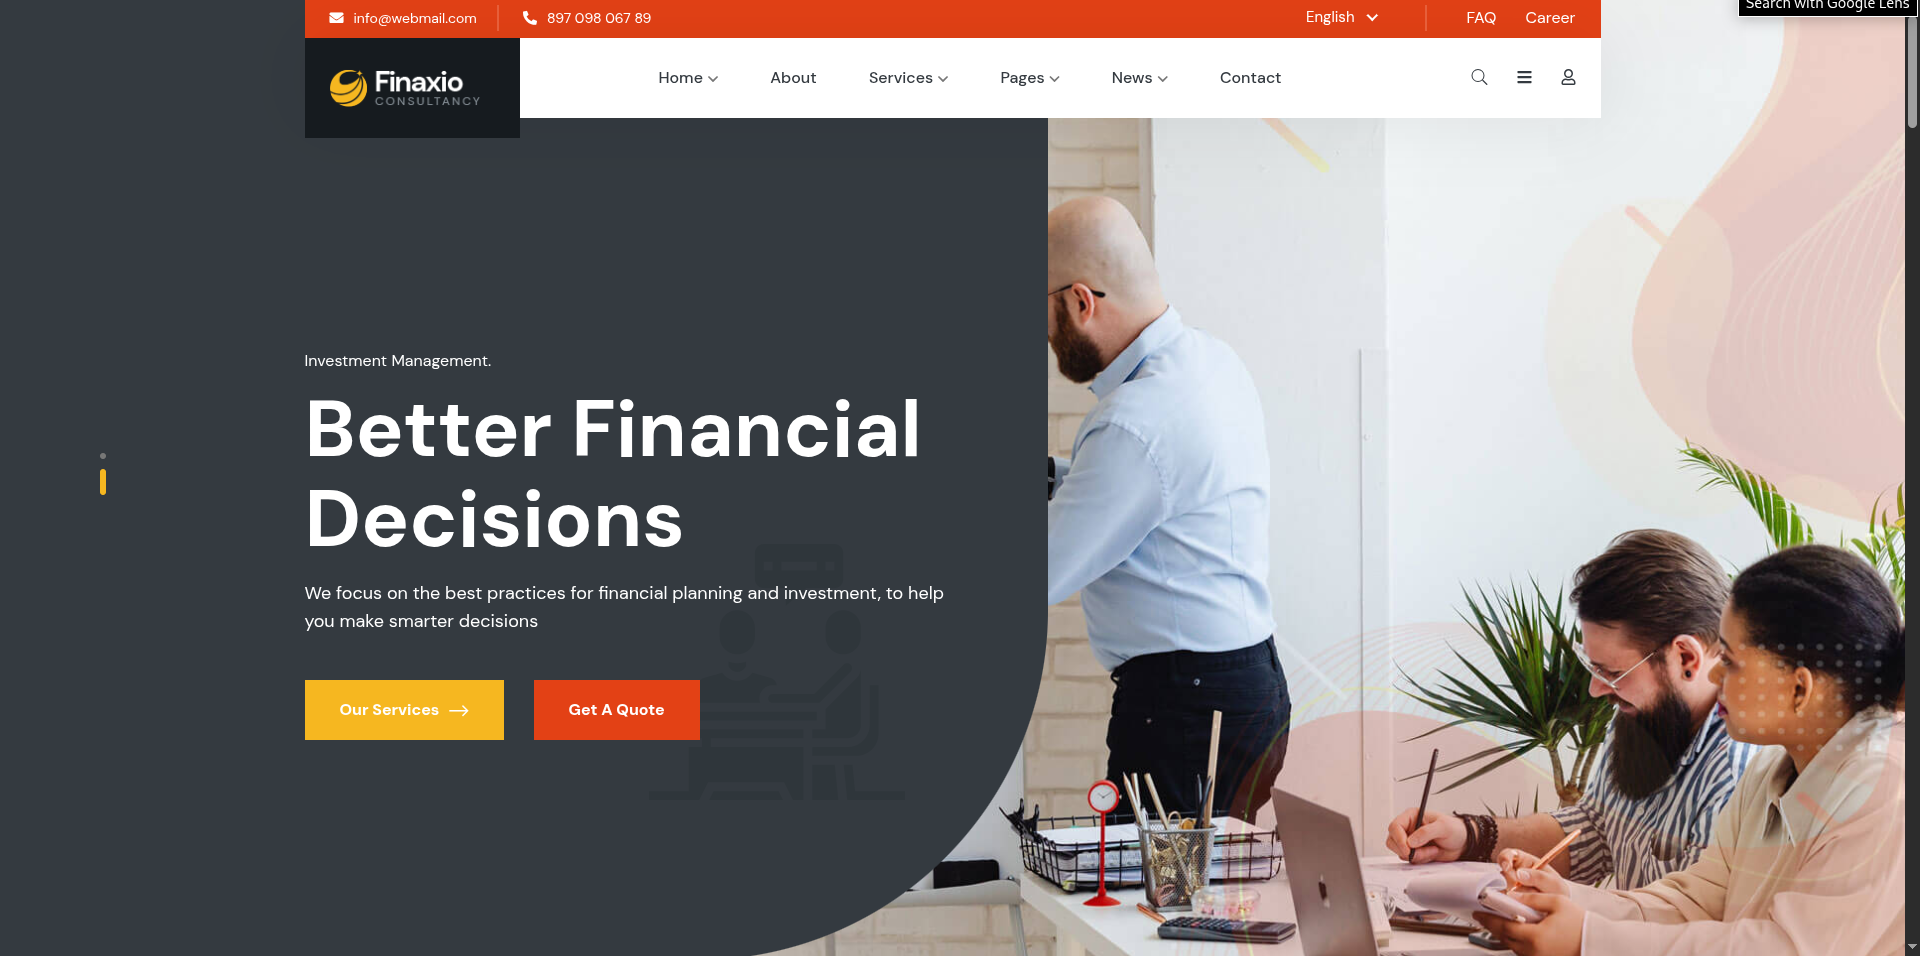 info@webmail.com
897 098 067 89
English
FAQ
Career
Search with Google Lens
Finaxio
CONSULTANCY
Home
About
Services
Pages
News
Contact
Investment Management.
Better Financial
Decisions
We focus on the best practices for financial planning and investment, to help
you make smarter decisions
Our Services
Get A Quote